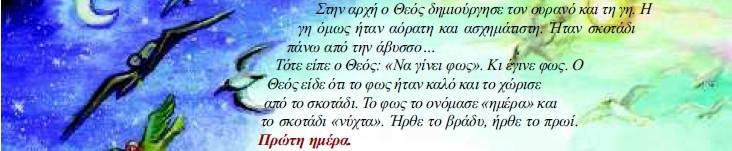 Στην αρχή ο Θεός δημιούργησε τον ουρανό και τη γη. Η
γη όμως ήταν αόρατη και ασχημάτιστη. Ήταν σκοτάδι
πάνω από την άβυσσο…
Τότε είπε ο Θεός: «Να γίνει φως». Κι έγινε φως. Ο
Θεός είδε ότι το φως ήταν καλό και το χώρισε
από το σκοτάδι. Το φως το ονόμασε «ημέρα» και
το σκοτάδι «νύχτα». Ήρθε το βράδυ, ήρθε το πρωί.
Πρώτη ημέρα.